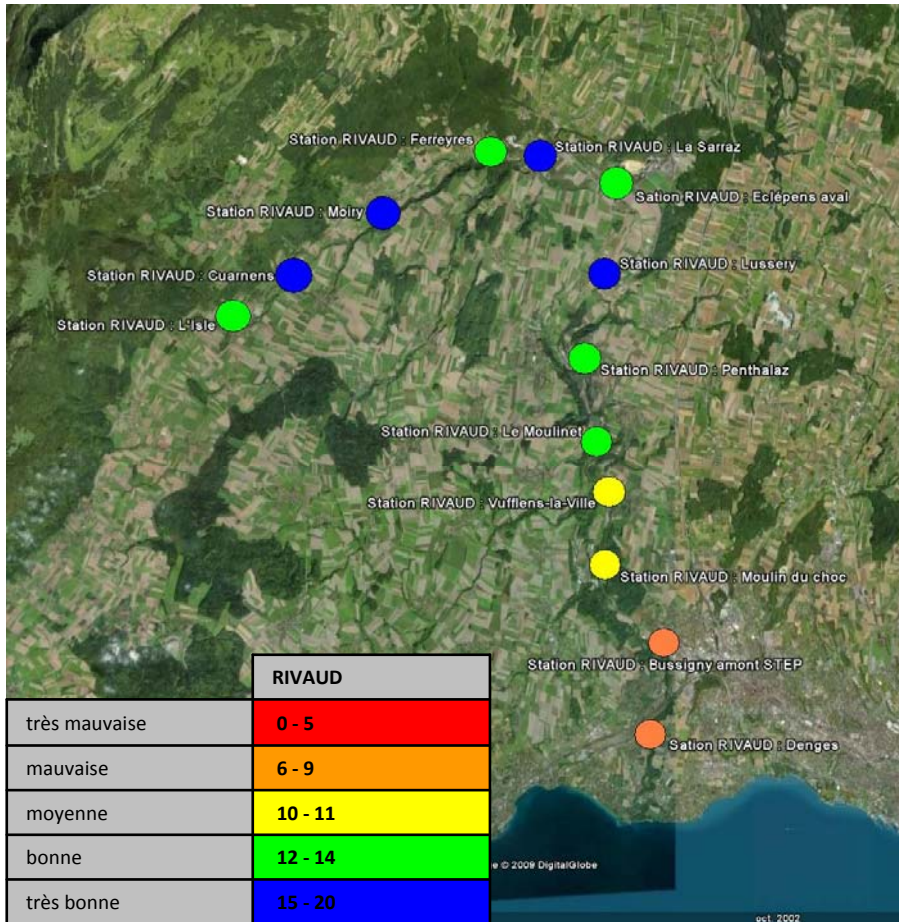 Station RIVAUD : Ferreyres
Station RIVAUD : La Sarraz
Sation RIVAUD : Eclépens aval
Station RIVAUD : Moiry
Station RIVAUD : Cuarnens
Station RIVAUD : Lussery
Station RIVAUD : L'Isle
Station RIVAUD : Penthalaz
Station RIVAUD : Le Moulinet
Station RIVAUD : Vufflens-la-Ville
Station RIVAUD : Moulin du choc
Station RIVAUD : Bussigny amont STEP
Sation RIVAUD : Denges
RIVAUD
très mauvaise 0 - 5
mauvaise 6 - 9
moyenne 10 - 11
bonne 12 - 14
très bonne 15 - 20
e © 2009 DigitalGlobe
oct. 2002